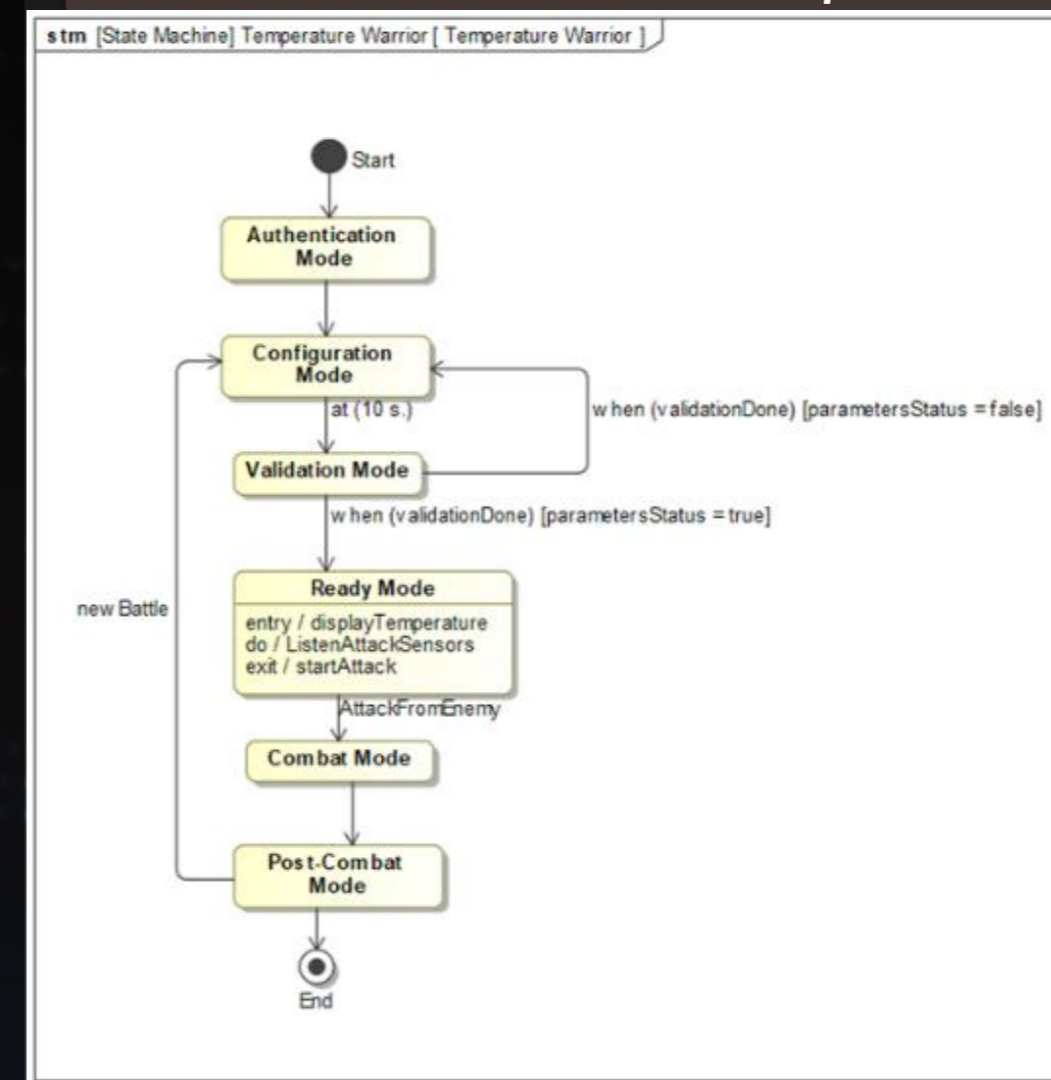 stm [State Machine] Temperature Warrior [ Temperature Warrior ]
Start
Authentication
Mode
Configuration
Mode
at (10 s.)
when (validationDone) [parametersStatus = false]
Validation Mode
when (validationDone) [parametersStatus = true]
Ready Mode
entry / displayTemperature
do / ListenAttackSensors
exit / startAttack
new Battle
AttackFromEnemy
Combat Mode
Post-Combat
Mode
End